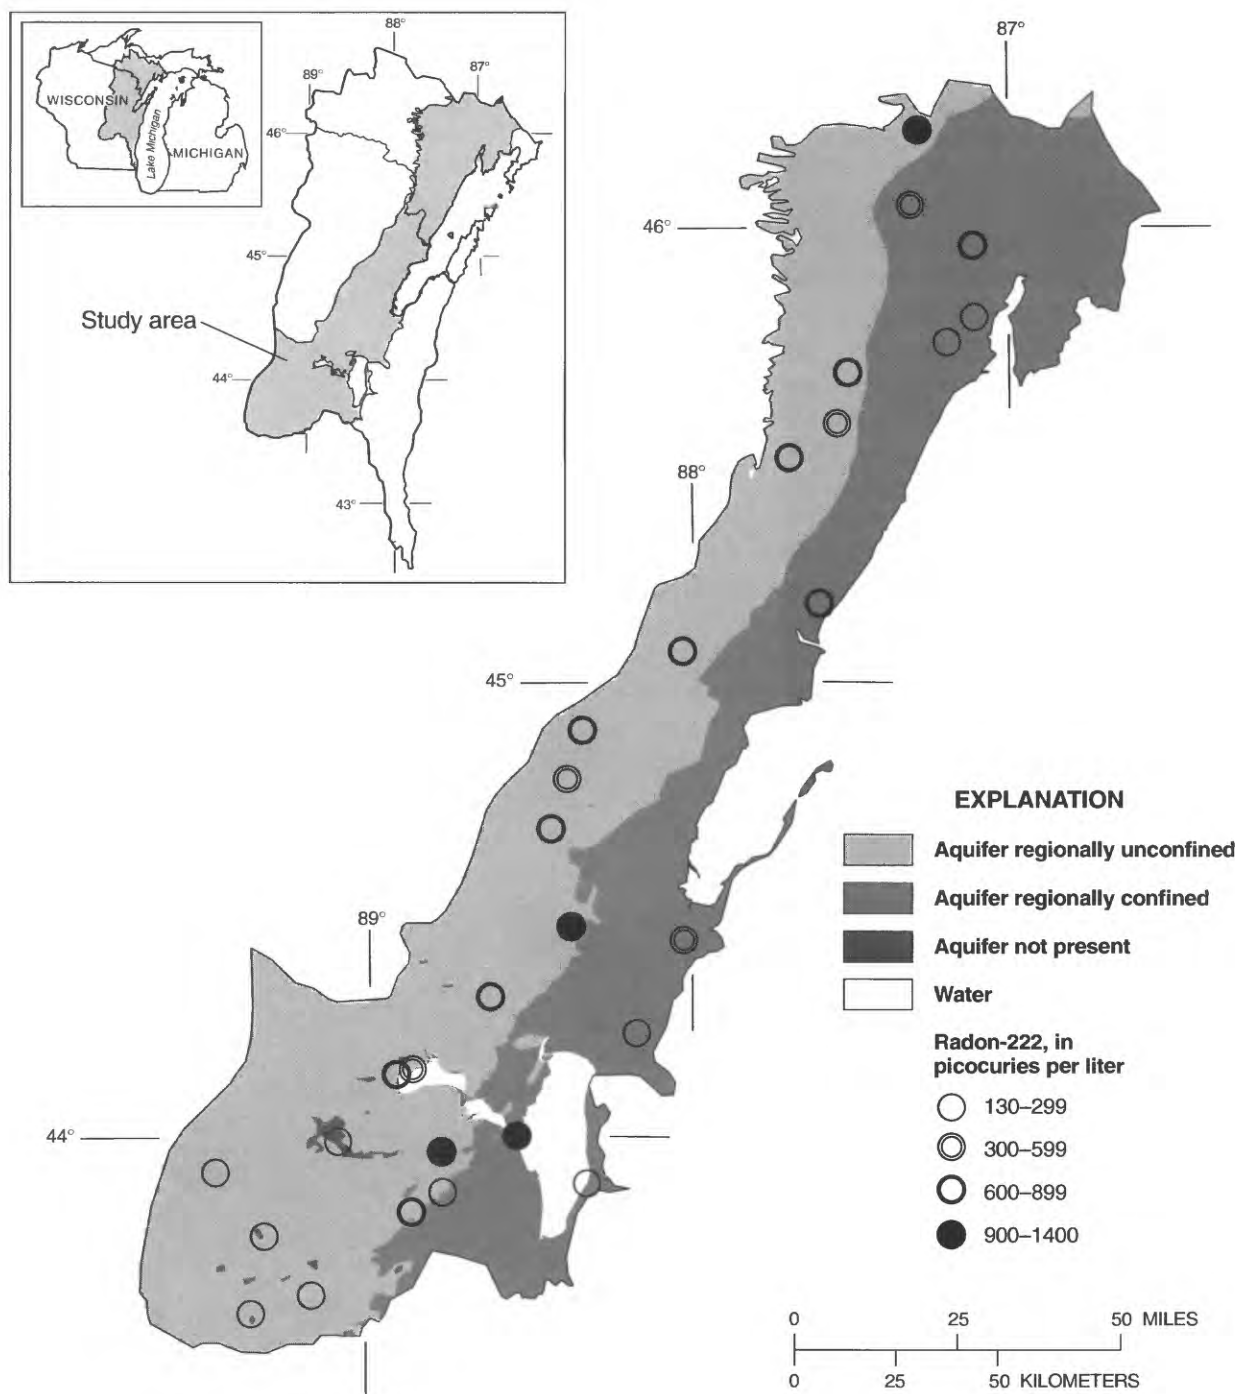 WISCONSIN
MICHIGAN
Lake Michigan
88°
89°
87°
46°
45°
44°
43°
Study area
87°
46°
88°
45°
89°
44°
EXPLANATION
Aquifer regionally unconfined
Aquifer regionally confined
Aquifer not present
Water
Radon-222, in
picocuries per liter
130–299
300–599
600–899
900–1400
0 25 50 MILES
0 25 50 KILOMETERS